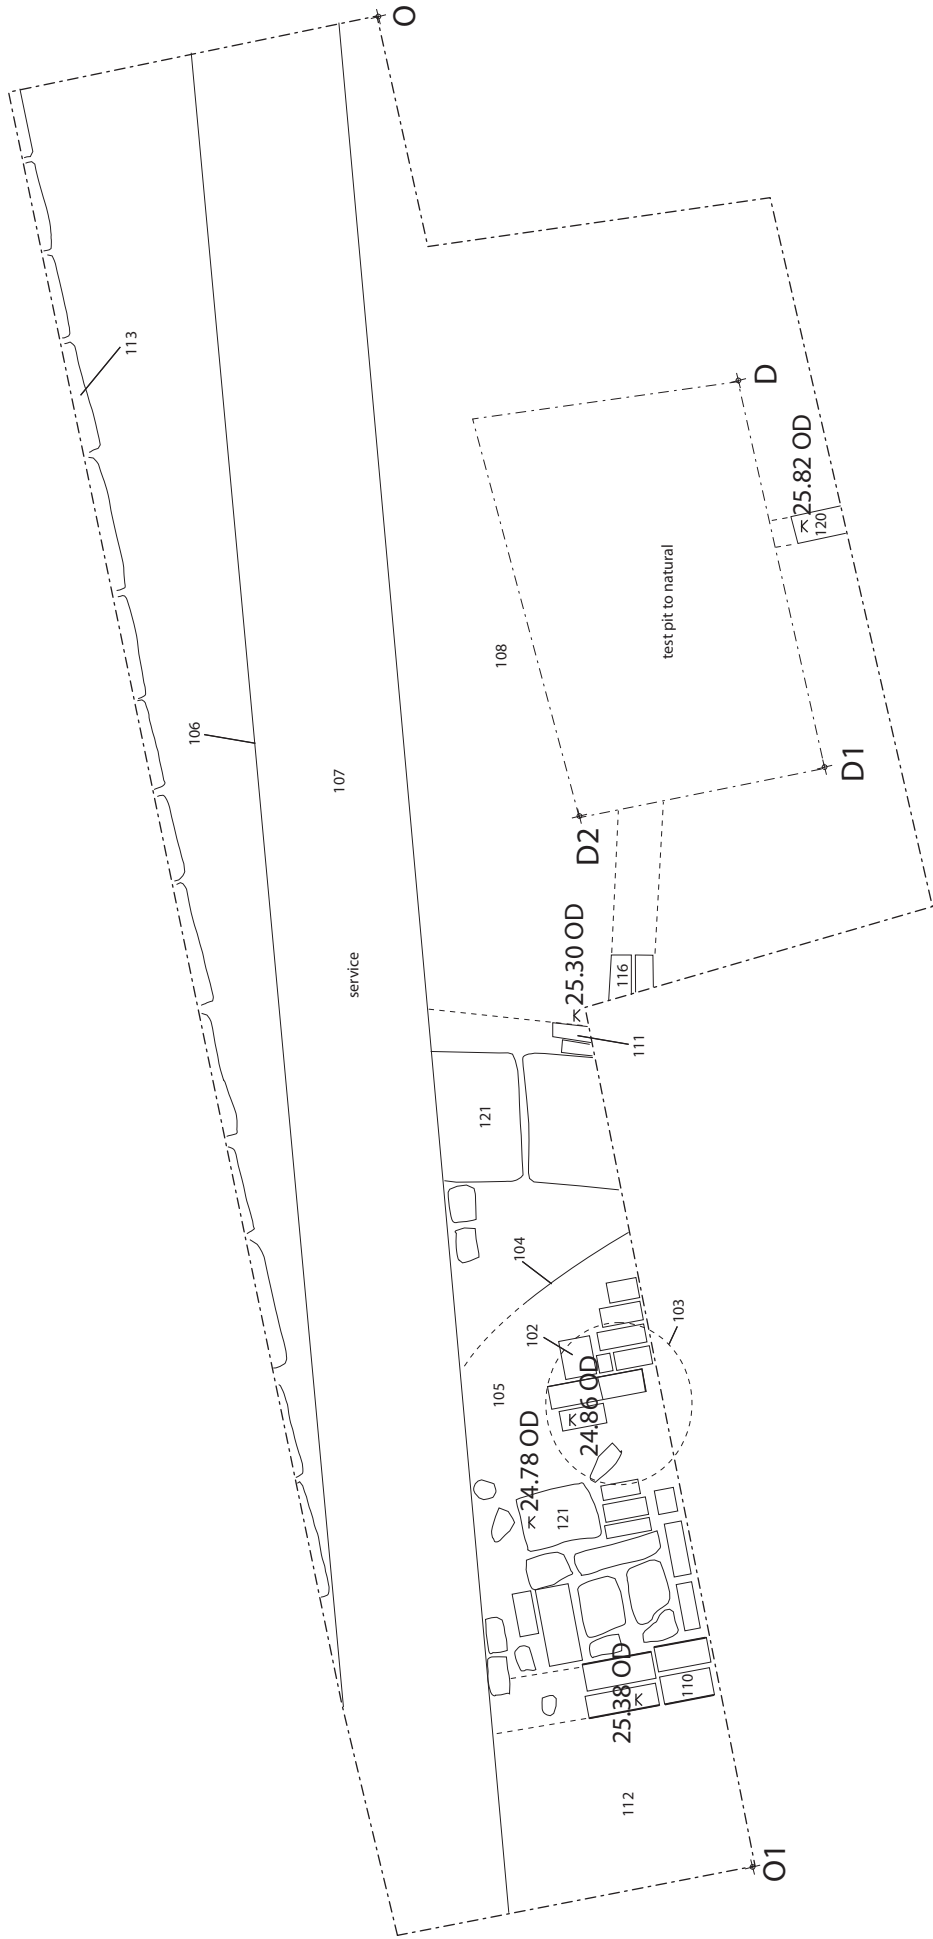 O
113
106
107
service
108
test pit to natural
D
25.82 OD
120
D1
D2
25.30 OD
116
111
121
104
103
102
105
24.86 OD
24.78 OD
121
25.38 OD
110
112
O1